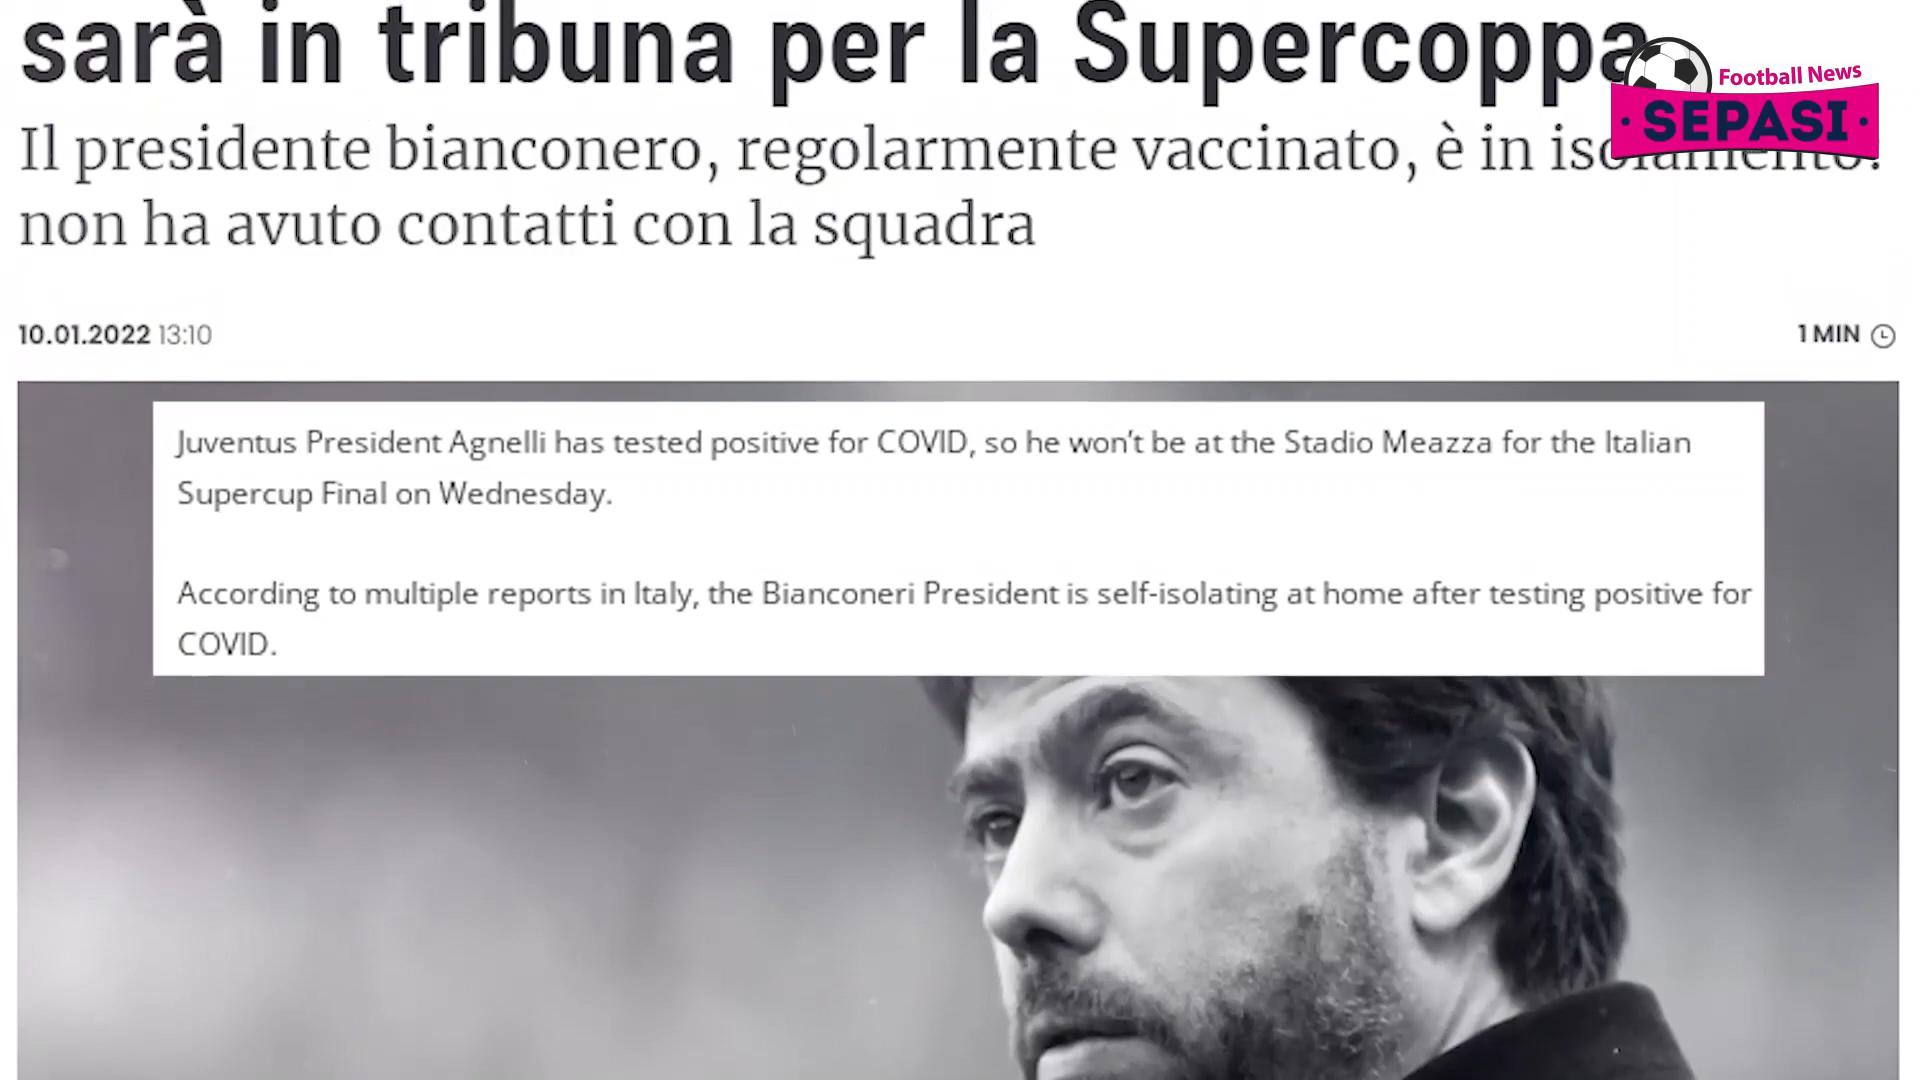 sarà in tribuna per la Supercoppa
Football News
· SEPASI ·
Il presidente bianconero, regolarmente vaccinato, è in isolamento:
non ha avuto contatti con la squadra
10.01.2022 13:10
1 MIN
Juventus President Agnelli has tested positive for COVID, so he won't be at the Stadio Meazza for the Italian
Supercup Final on Wednesday.
According to multiple reports in Italy, the Bianconeri President is self-isolating at home after testing positive for
COVID.